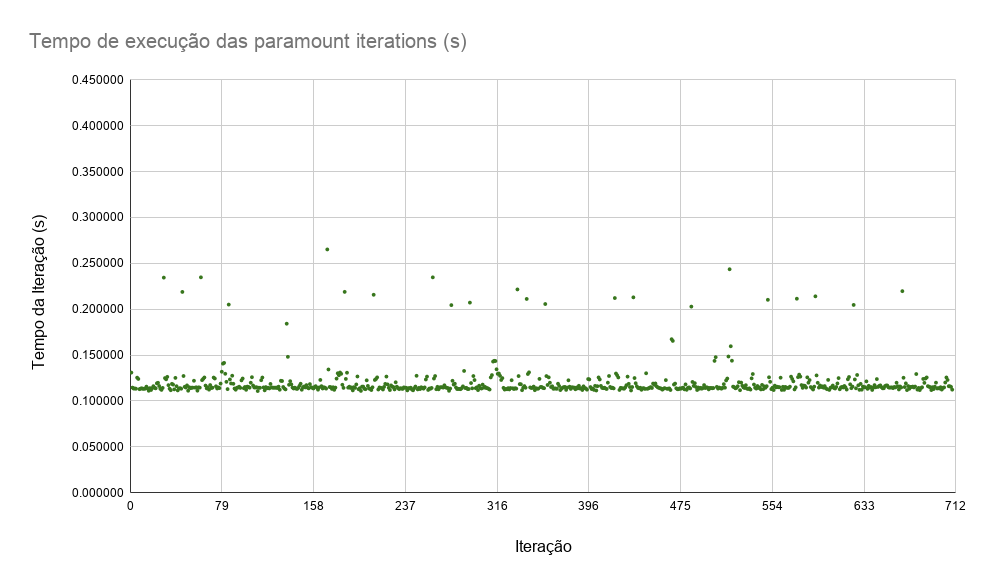 Tempo de execução das paramount iterations (s)
0.450000
0.400000
0.350000
0.300000
0.250000
0.200000
0.150000
0.100000
0.050000
0.000000
Tempo da Iteração (s)
0 79 158 237 316 396 475 554 633 712
Iteração